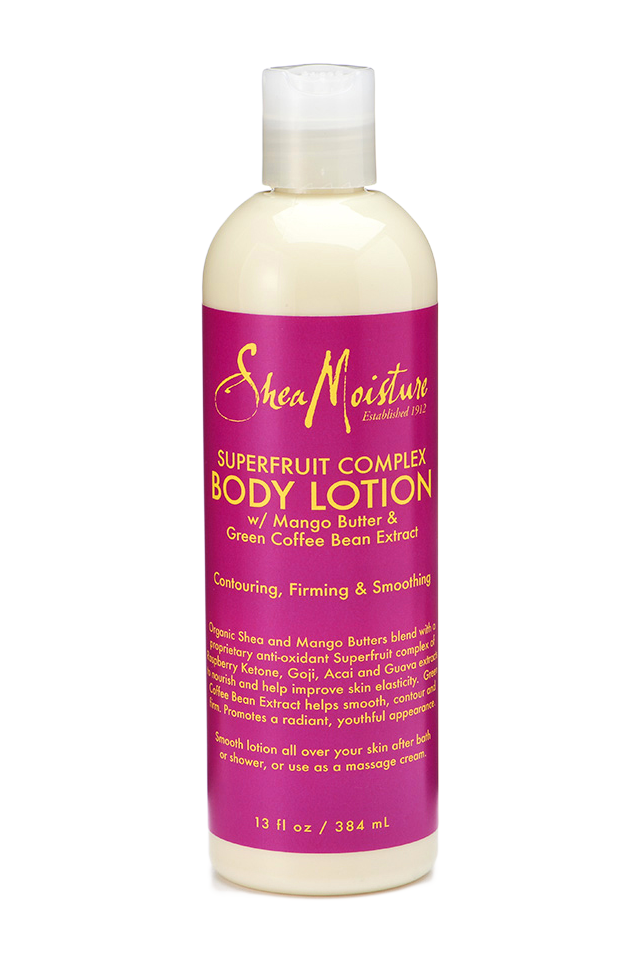 Shea Moisture
Established 1912
SUPERFRUIT COMPLEX
BODY LOTION
w/ Mango Butter &
Green Coffee Bean Extract
Contouring, Firming & Smoothing
Organic Shea and Mango Butters blend with a
proprietary anti-oxidant Superfruit complex of
Raspberry Ketone, Goji, Acai and Guava extracts
to nourish and help improve skin elasticity. Green
Coffee Bean Extract helps smooth, contour and
firm. Promotes a radiant, youthful appearance.
Smooth lotion all over your skin after bath
or shower, or use as a massage cream.
13 fl oz / 384 mL